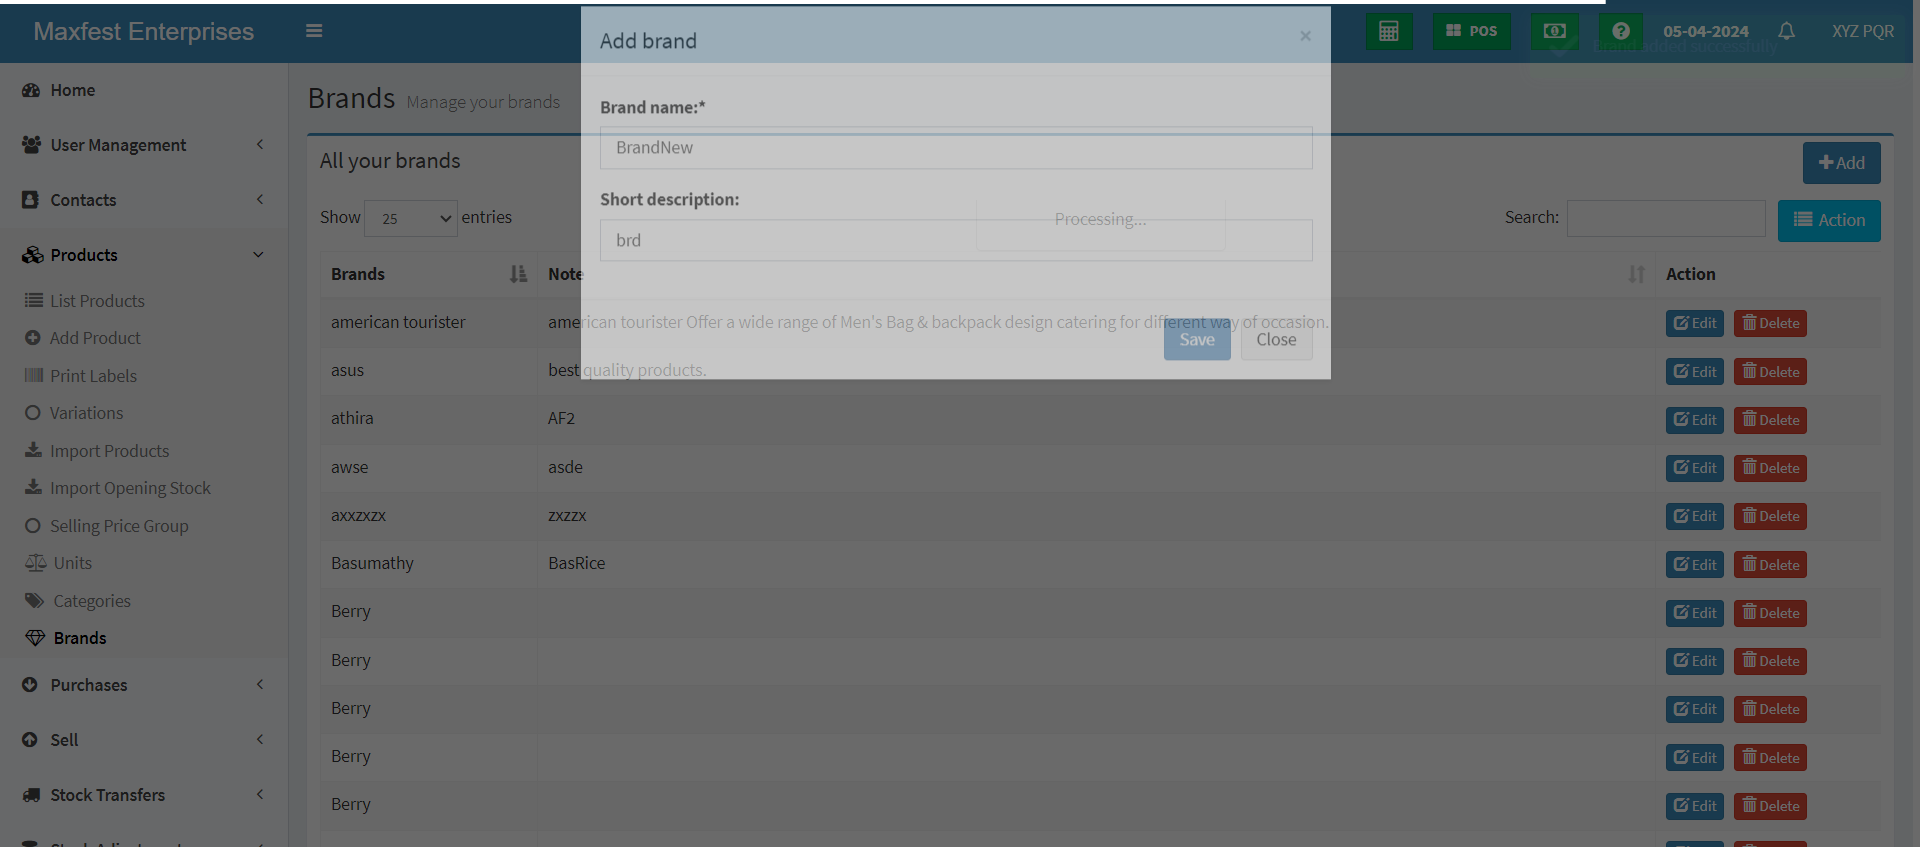 Maxfest Enterprises
POS
05-04-2024
XYZ PQR
Brand added successfully
Home
User Management
Contacts
Products
List Products
Add Product
Print Labels
Variations
Import Products
Import Opening Stock
Selling Price Group
Units
Categories
Brands
Purchases
Sell
Stock Transfers
Brands Manage your brands
All your brands
Add
Show 25 entries
Search:
Action
Add brand
×
Brand name:*
BrandNew
Short description:
brd
Processing...
Save
Close
Brands Note Action
american tourister american tourister Offer a wide range of Men's Bag & backpack design catering for different way of occasion. Edit Delete
asus best quality products. Edit Delete
athira AF2 Edit Delete
awse asde Edit Delete
axxzxzx zxzzx Edit Delete
Basumathy BasRice Edit Delete
Berry Edit Delete
Berry Edit Delete
Berry Edit Delete
Berry Edit Delete
Berry Edit Delete